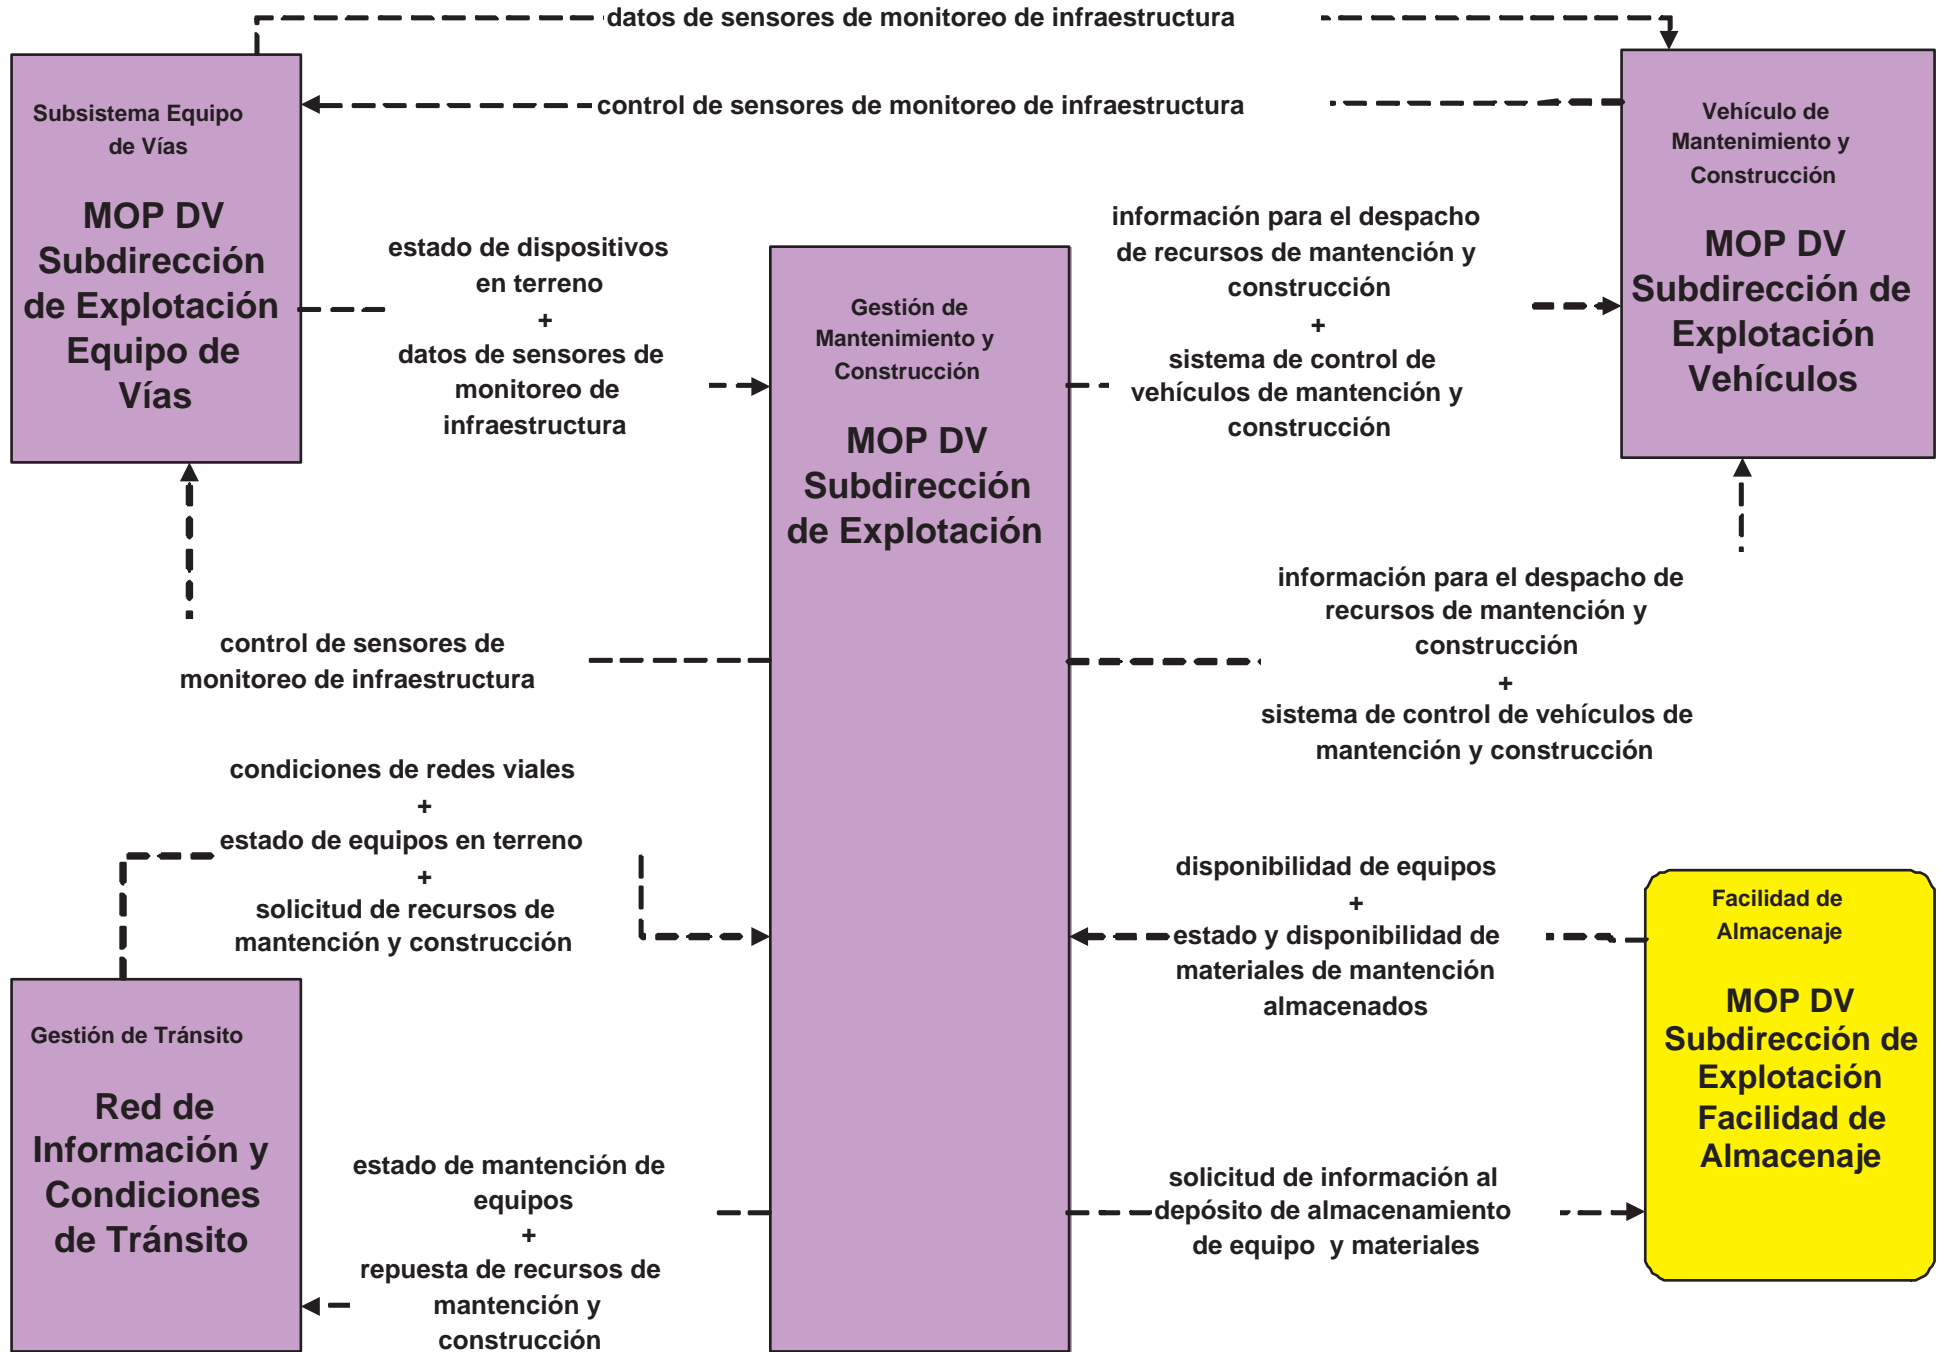 datos de sensores de monitoreo de infraestructura
control de sensores de monitoreo de infraestructura
Subsistema Equipo
de Vías
MOP DV
Subdirección
de Explotación
Equipo de
Vías
estado de dispositivos
en terreno
+
datos de sensores de
monitoreo de
infraestructura
Gestión de
Mantenimiento y
Construcción
MOP DV
Subdirección
de Explotación
información para el despacho
de recursos de mantención y
construcción
+
sistema de control de
vehículos de mantención y
construcción
Vehículo de
Mantenimiento y
Construcción
MOP DV
Subdirección de
Explotación
Vehículos
control de sensores de
monitoreo de infraestructura
información para el despacho de
recursos de mantención y
construcción
+
sistema de control de vehículos de
mantención y construcción
condiciones de redes viales
+
estado de equipos en terreno
+
solicitud de recursos de
mantención y construcción
disponibilidad de equipos
+
estado y disponibilidad de
materiales de mantención
almacenados
Facilidad de
Almacenaje
MOP DV
Subdirección de
Explotación
Facilidad de
Almacenaje
Gestión de Tránsito
Red de
Información y
Condiciones
de Tránsito
estado de mantención de
equipos
+
repuesta de recursos de
mantención y
construcción
solicitud de información al
depósito de almacenamiento
de equipo y materiales